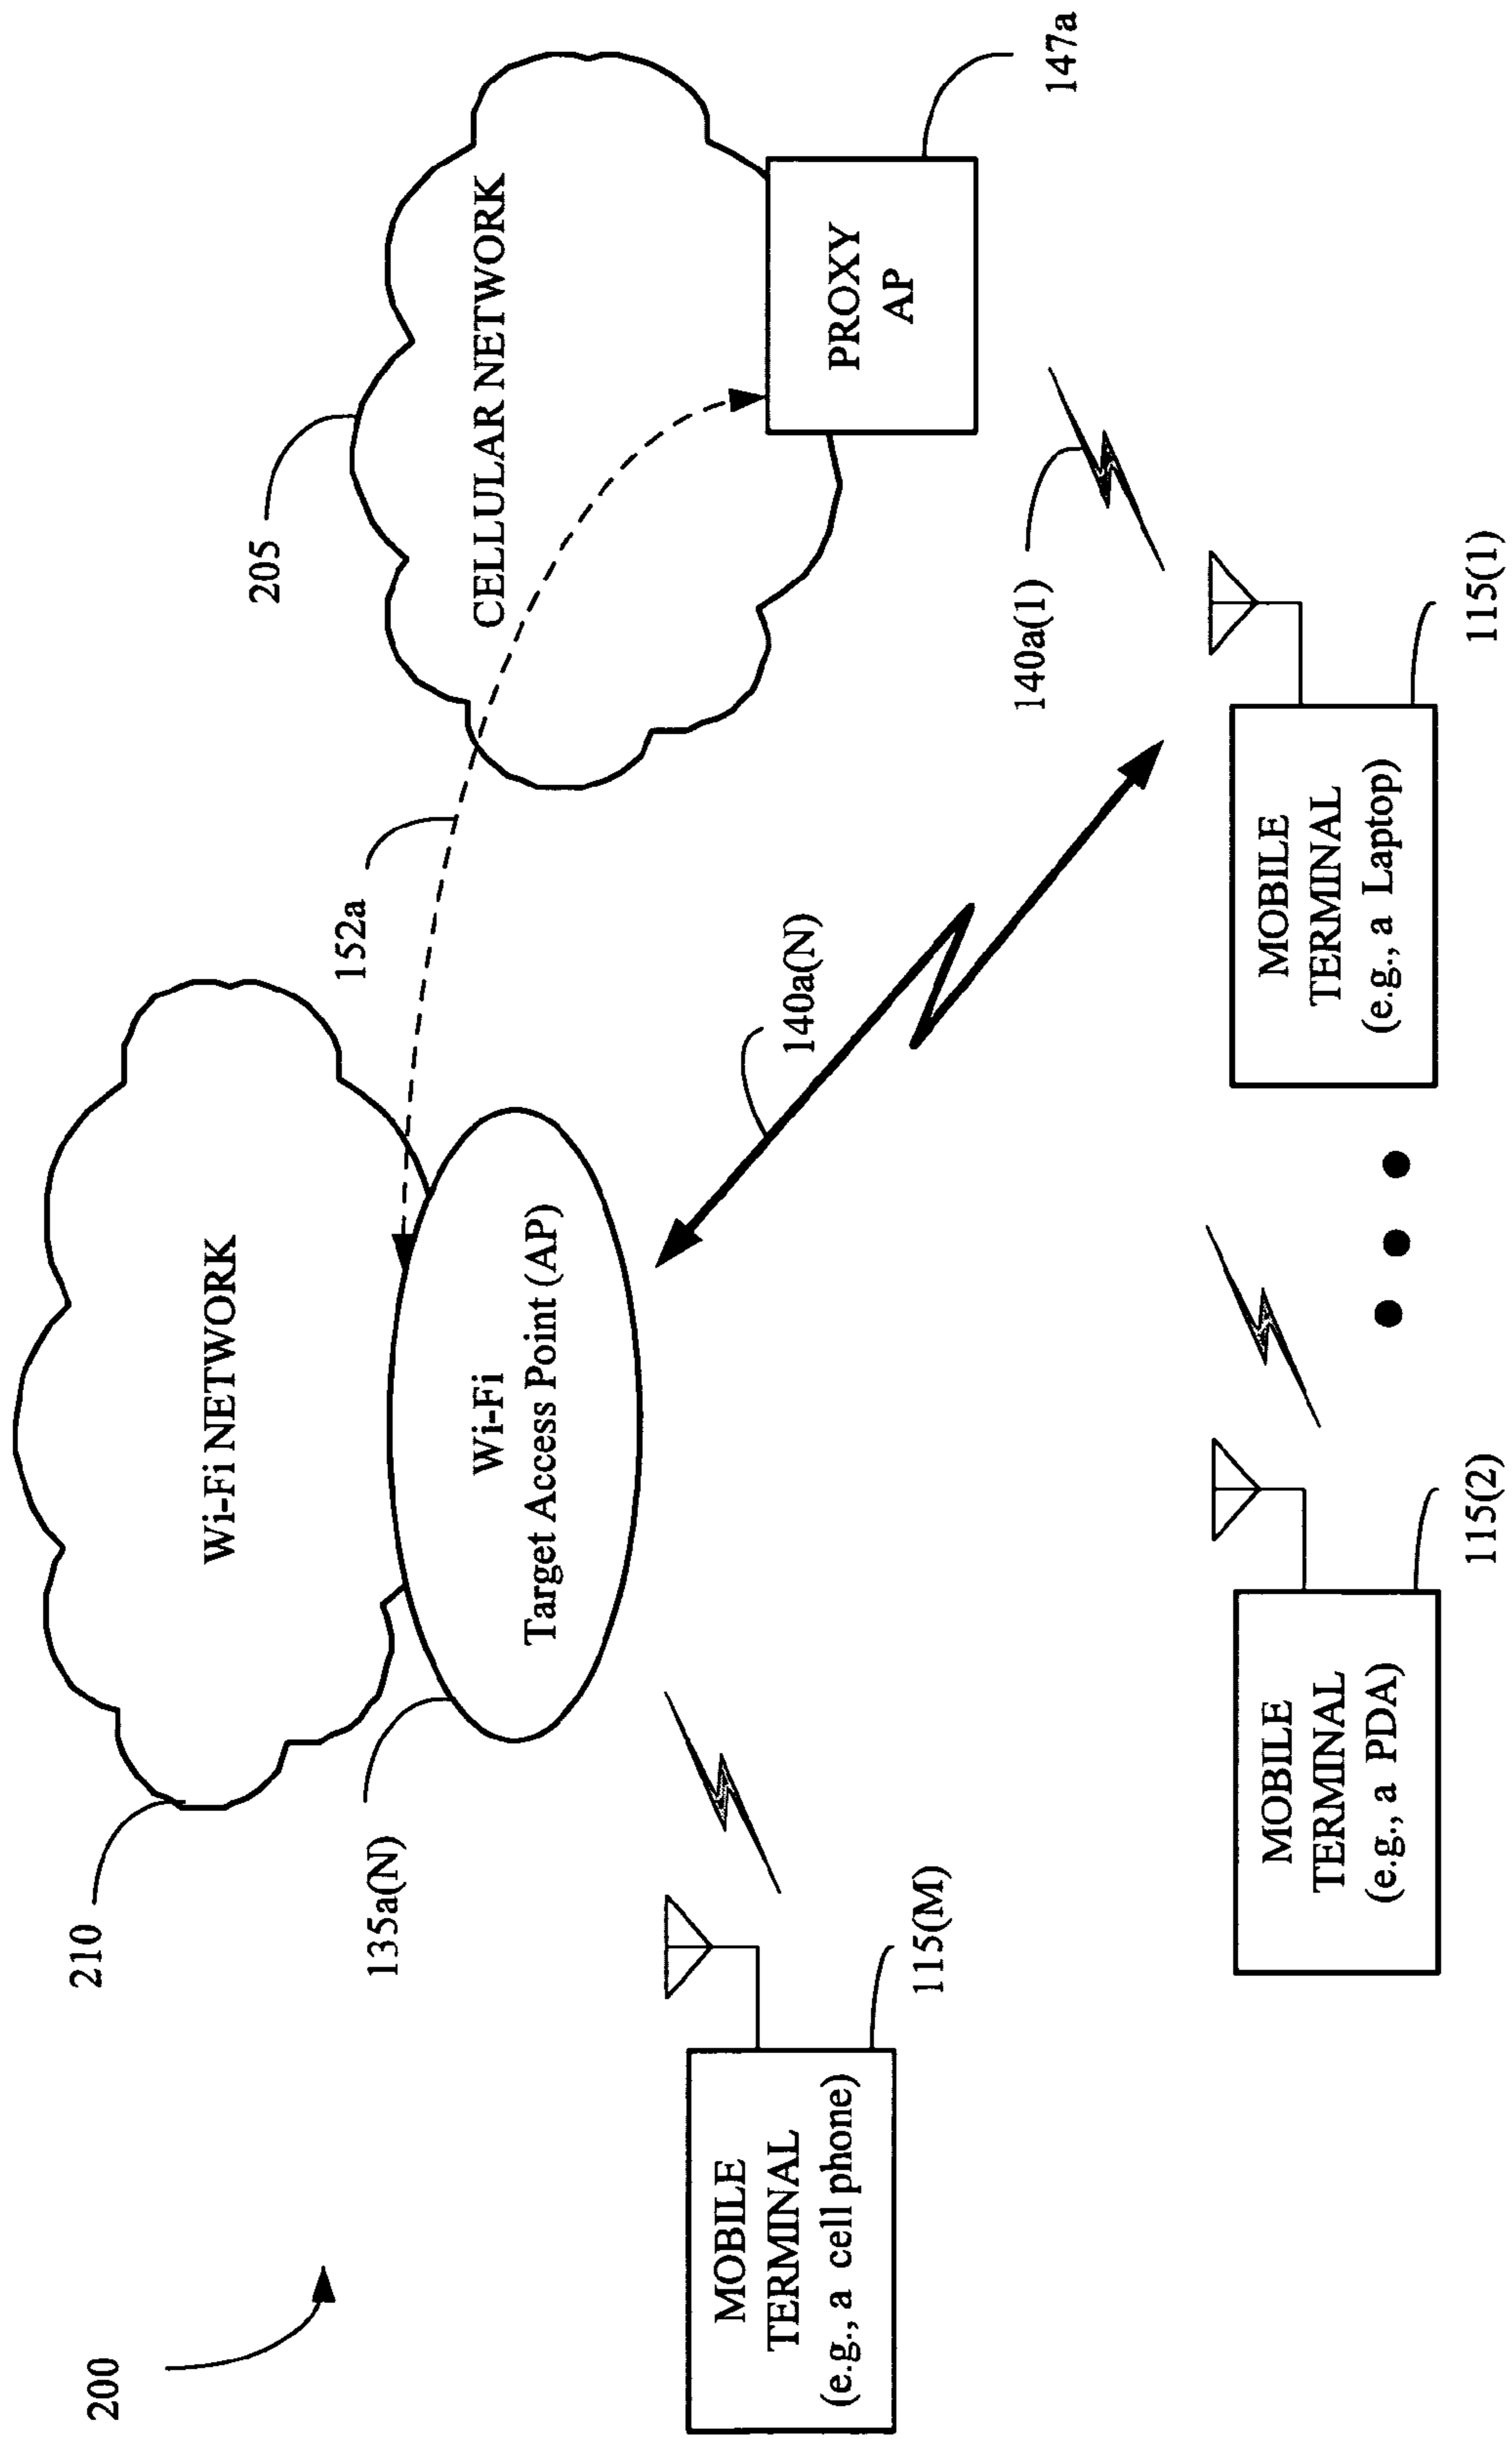 200
210
Wi-Fi NETWORK
Wi-Fi
Target Access Point (AP)
135a(N)
152a
205
CELLULAR NETWORK
PROXY
AP
147a
140a(1)
140a(N)
MOBILE
TERMINAL
(e.g., a cell phone)
115(M)
MOBILE
TERMINAL
(e.g., a PDA)
115(2)
MOBILE
TERMINAL
(e.g., a Laptop)
115(1)